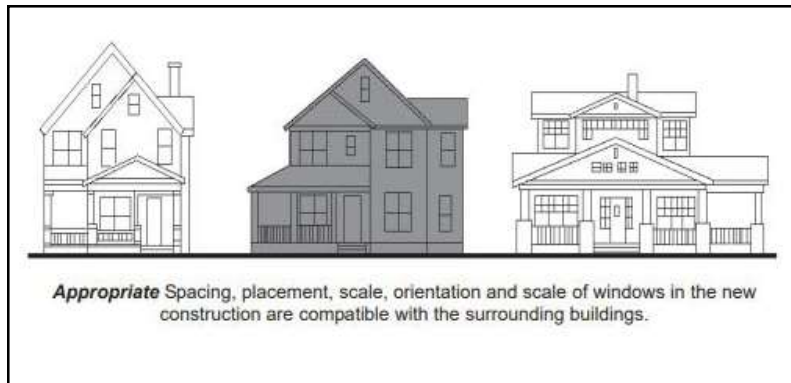 Appropriate Spacing, placement, scale, orientation and scale of windows in the new
construction are compatible with the surrounding buildings.